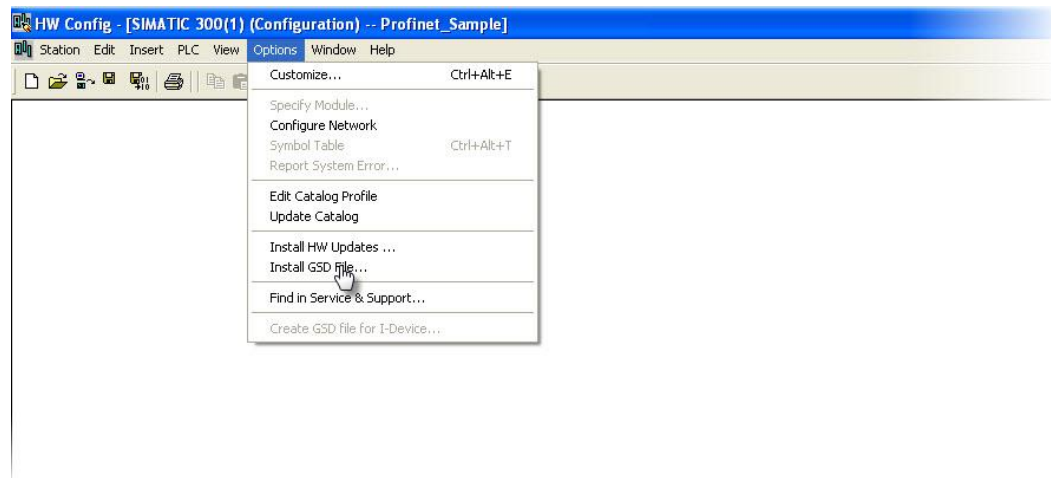 HW Config - [SIMATIC 300(1) (Configuration) -- Profinet_Sample]
Station Edit Insert PLC View Options Window Help
Customize... Ctrl+Alt+E
Specify Module...
Configure Network
Symbol Table Ctrl+Alt+T
Report System Error...
Edit Catalog Profile
Update Catalog
Install HW Updates ...
Install GSD File...
Find in Service & Support...
Create GSD file for I-Device...